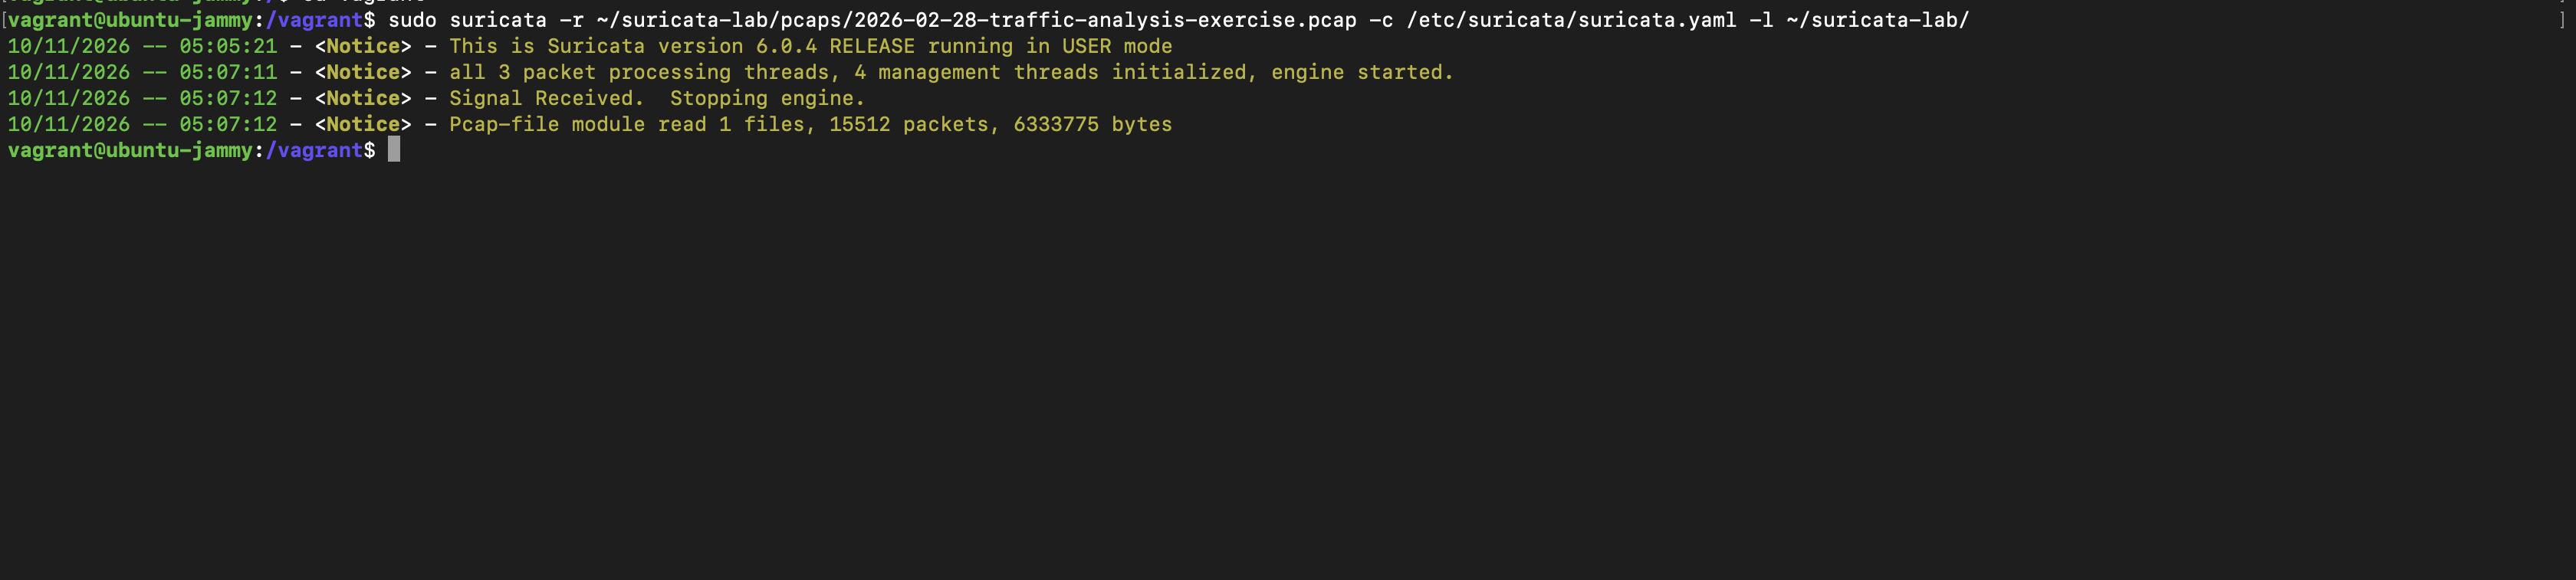 [vagrant@ubuntu-jammy:/vagrant$ sudo suricata -r ~/suricata-lab/pcaps/2026-02-28-traffic-analysis-exercise.pcap -c /etc/suricata/suricata.yaml -l ~/suricata-lab/ ]
10/11/2026 -- 05:05:21 - <Notice> - This is Suricata version 6.0.4 RELEASE running in USER mode
10/11/2026 -- 05:07:11 - <Notice> - all 3 packet processing threads, 4 management threads initialized, engine started.
10/11/2026 -- 05:07:12 - <Notice> - Signal Received.  Stopping engine.
10/11/2026 -- 05:07:12 - <Notice> - Pcap-file module read 1 files, 15512 packets, 6333775 bytes
vagrant@ubuntu-jammy:/vagrant$